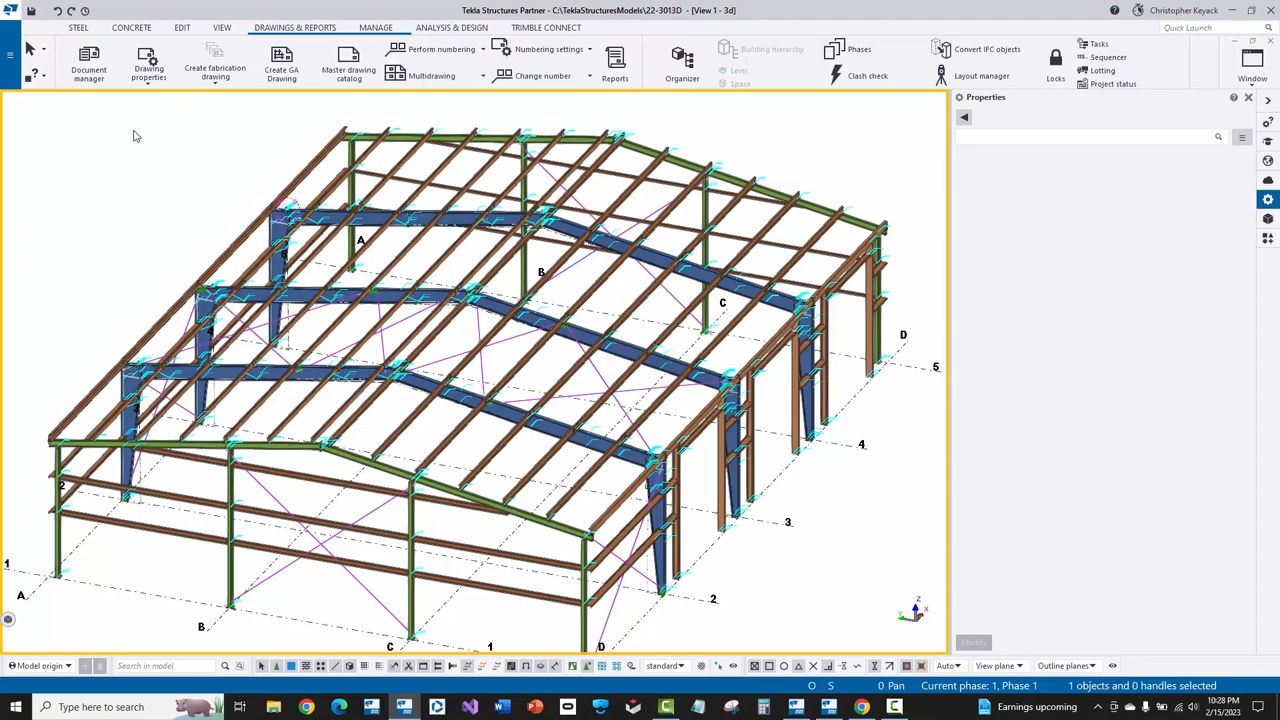 Tekla Structures Partner - C:\TeklaStructuresModels\22-3013D - [View 1 - 3d]
Christopher Keyack
STEEL
CONCRETE
EDIT
VIEW
DRAWINGS & REPORTS
MANAGE
ANALYSIS & DESIGN
TRIMBLE CONNECT
Quick Launch
Document manager
Drawing properties
Create fabrication drawing
Create GA Drawing
Master drawing catalog
Perform numbering
Multidrawing
Numbering settings
Change number
Reports
Organizer
Building hierarchy
Level
Space
Phases
Clash check
Convert IFC objects
Layout manager
Locks
Tasks
Sequencer
Lotting
Project status
Window
Properties
A
B
C
D
5
4
3
2
1
A
B
C
1
D
2
3
Z
Y
X
Modify
Model origin
Search in model
standard
Auto
View plane
Outline planes
O S
0 Pan
Current phase: 1, Phase 1
1 objects and 0 handles selected
Type here to search
Earnings upcoming
10:28 PM
2/15/2023